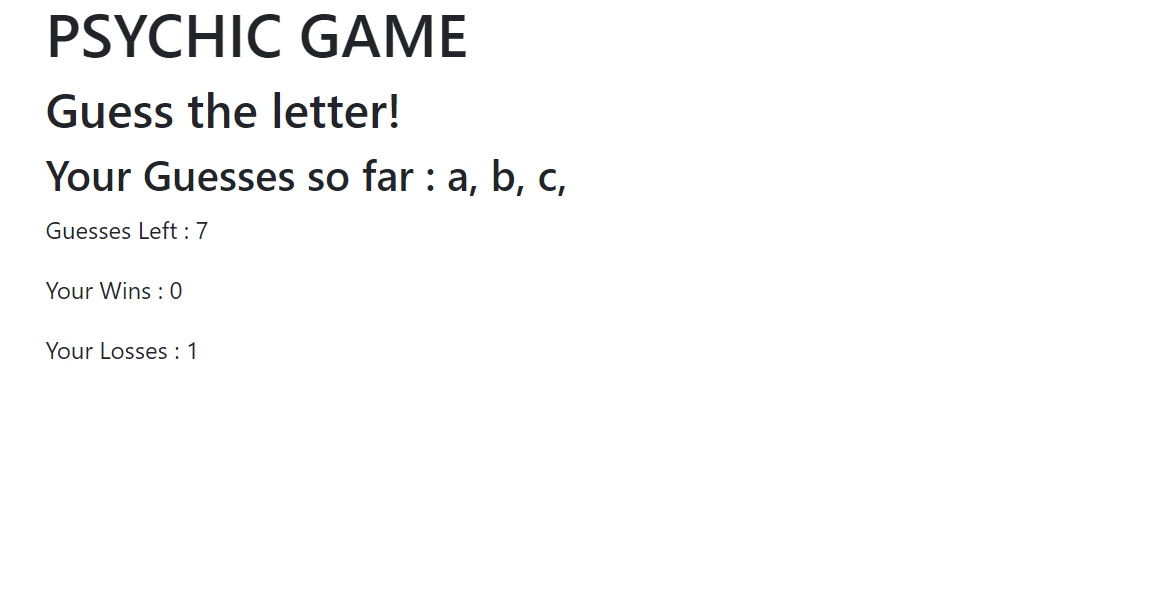 PSYCHIC GAME
Guess the letter!
Your Guesses so far : a, b, c,
Guesses Left : 7
Your Wins : 0
Your Losses : 1